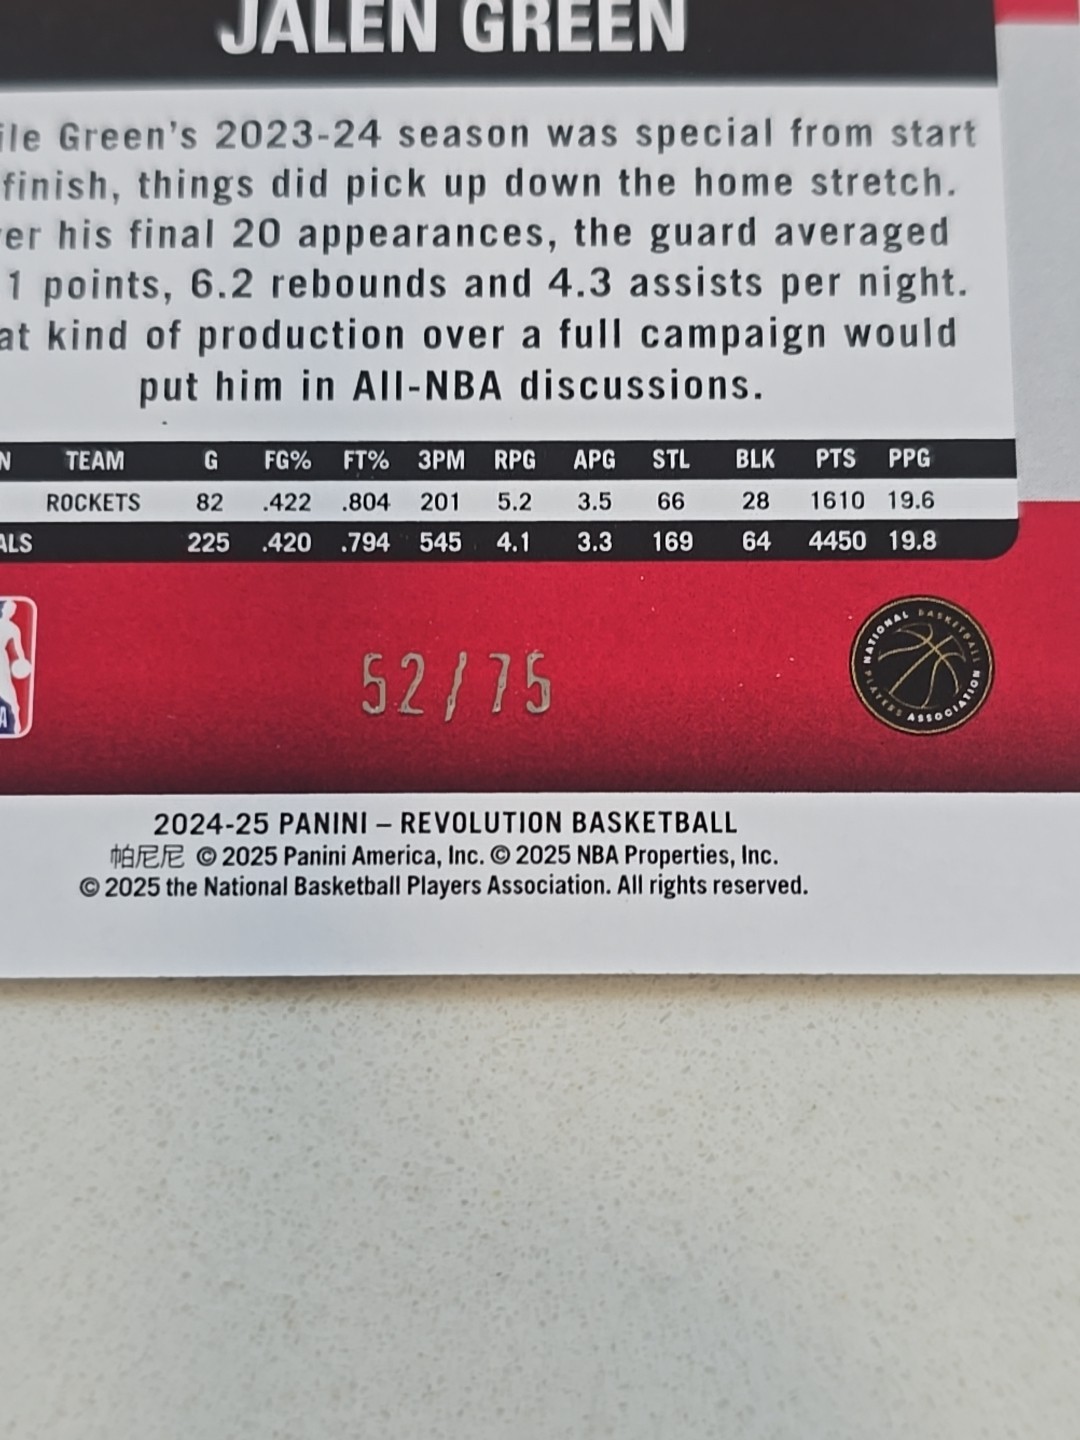 JALEN GREEN
Green's 2023-24 season was special from start
finish, things did pick up down the home stretch.
his final 20 appearances, the guard averaged
1 points, 6.2 rebounds and 4.3 assists per night.
kind of production over a full campaign would
put him in All-NBA discussions.
TEAM G FG% FT% 3PM RPG APG STL BLK PTS PPG
ROCKETS 82 .422 .804 201 5.2 3.5 66 28 1610 19.6
225 .420 .794 545 4.1 3.3 169 64 4450 19.8
52/75
NATIONAL BASKETBALL PLAYERS ASSOCIATION
2024-25 PANINI – REVOLUTION BASKETBALL
帕尼尼 © 2025 Panini America, Inc. © 2025 NBA Properties, Inc.
© 2025 the National Basketball Players Association. All rights reserved.